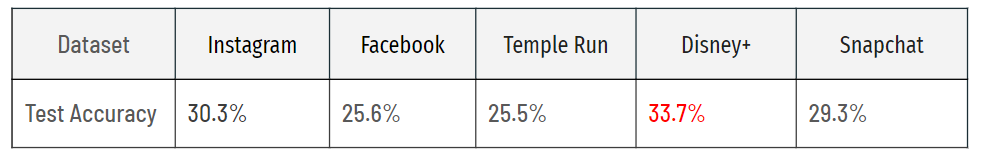 Dataset Instagram Facebook Temple Run Disney+ Snapchat
Test Accuracy 30.3% 25.6% 25.5% 33.7% 29.3%